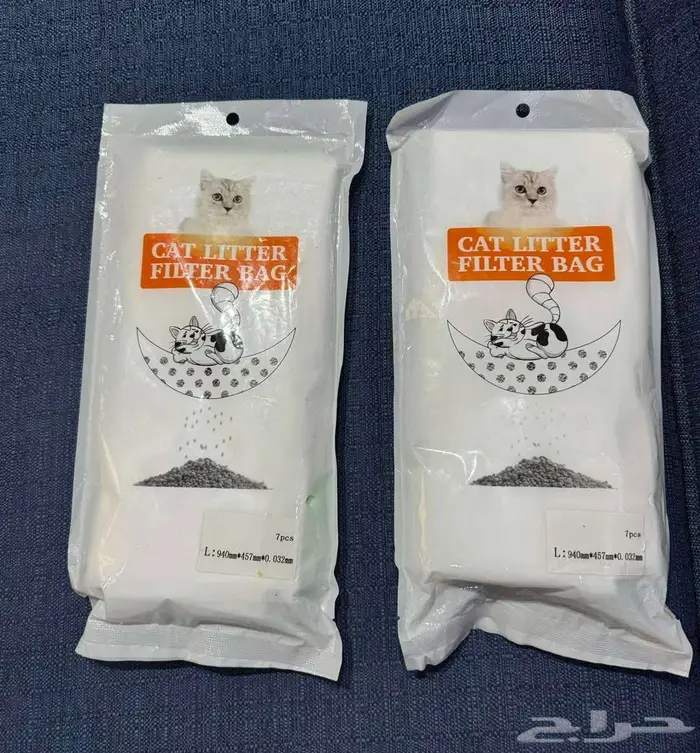 CAT LITTER
FILTER BAG
7pcs
L: 940mm*457mm*0.032mm
CAT LITTER
FILTER BAG
7pcs
L: 940mm*457mm*0.032mm
حراج